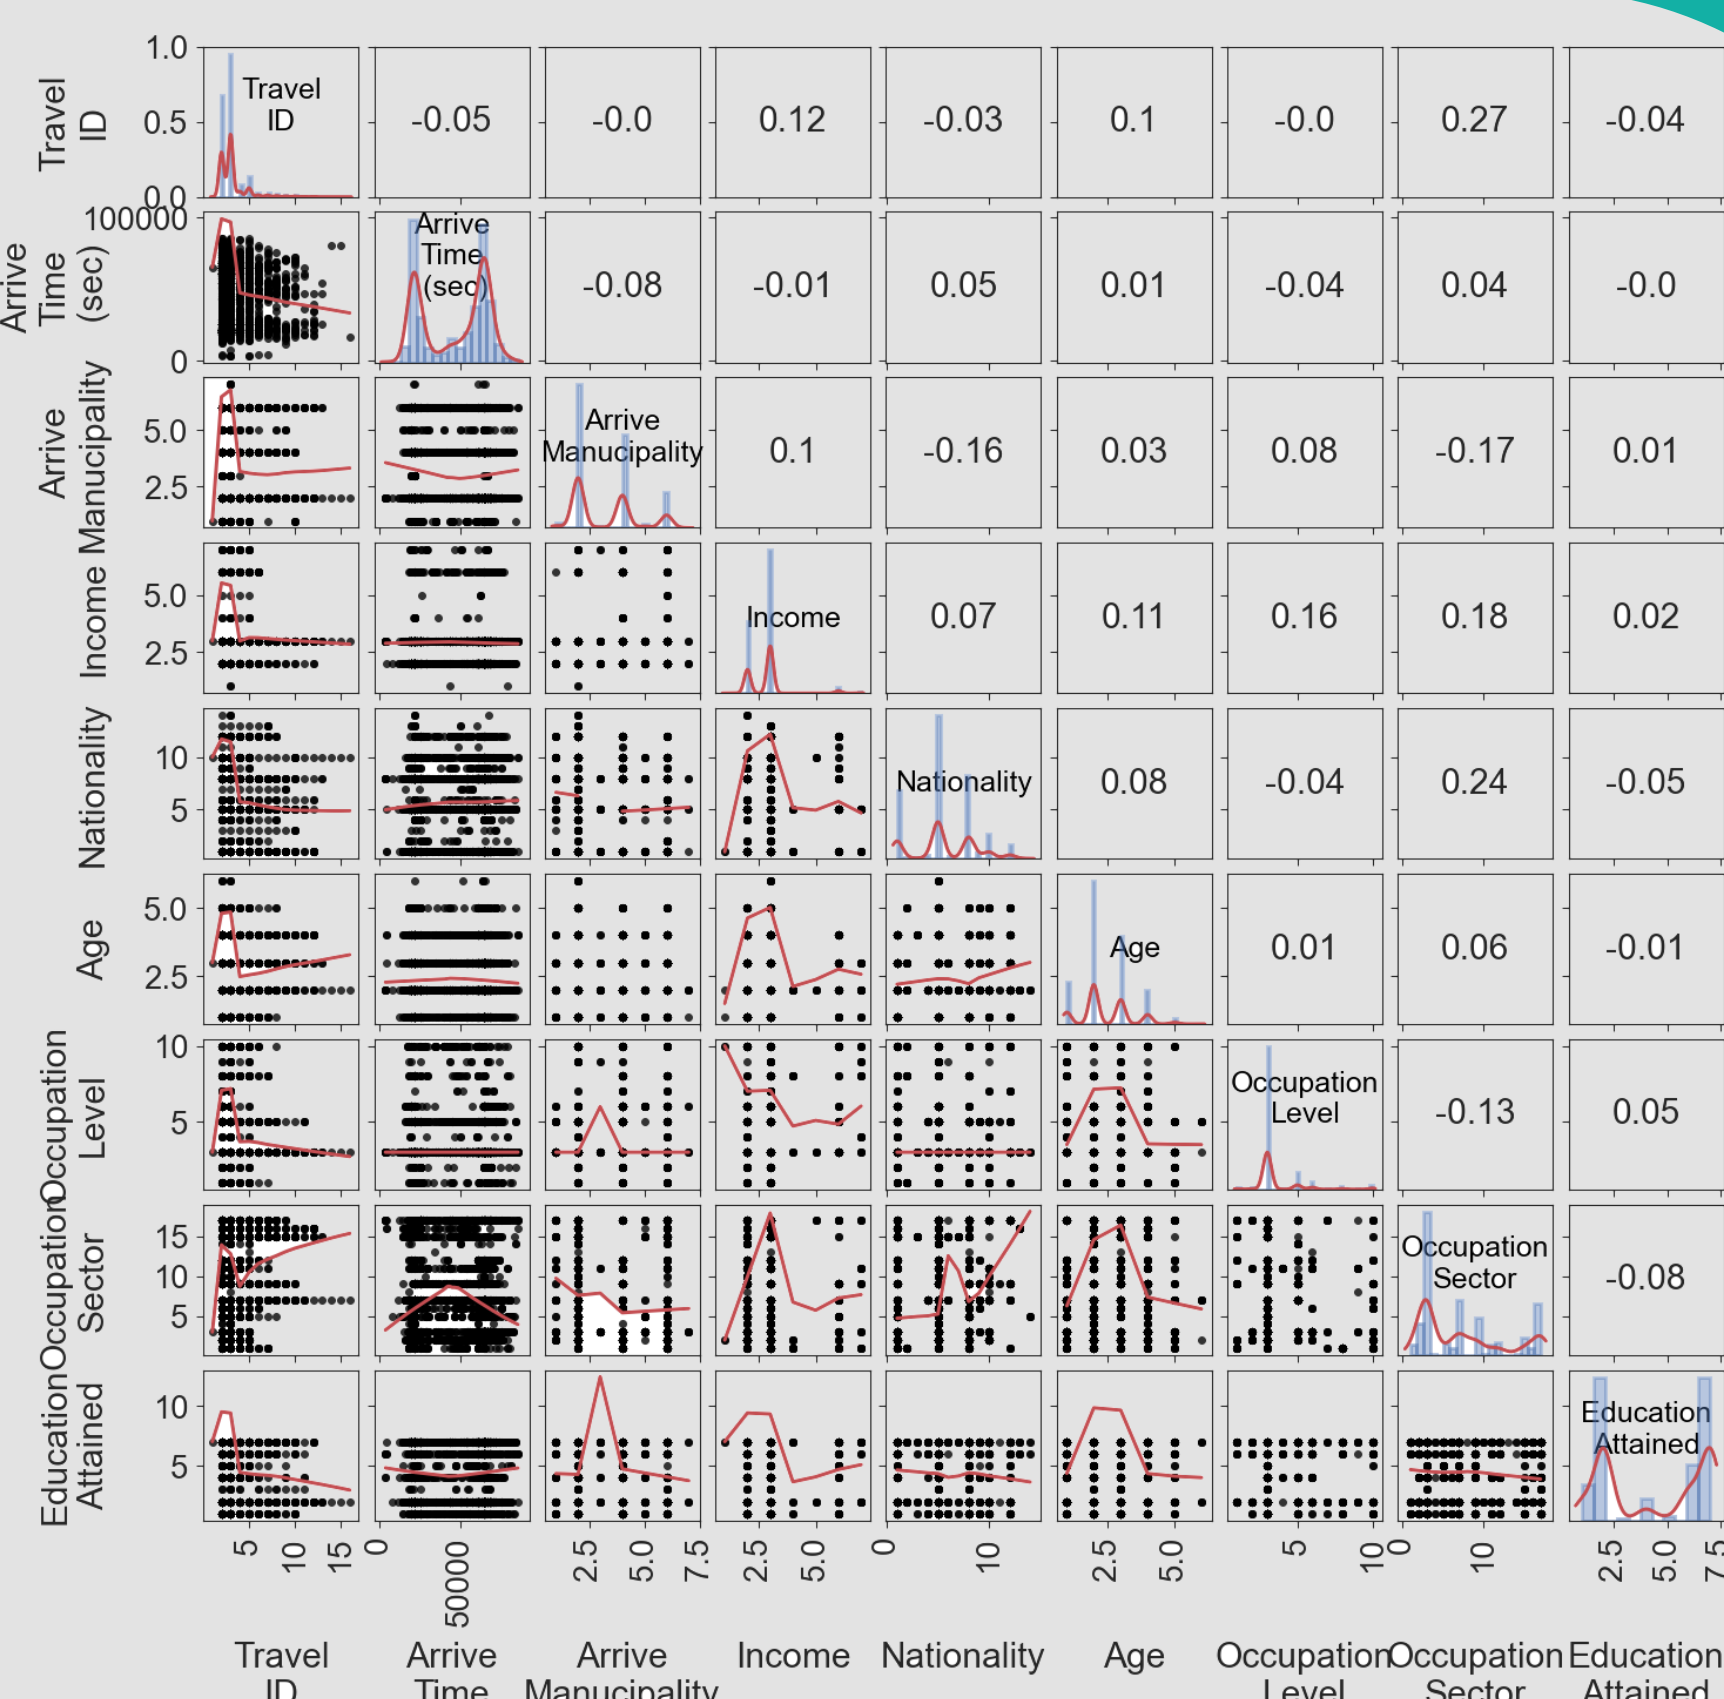 1.0
0.5
0.0
Travel
ID
Travel
ID
-0.05
-0.0
0.12
-0.03
0.1
-0.0
0.27
-0.04
100000
0
Arrive
Time
(sec)
Arrive
Time
(sec)
-0.08
-0.01
0.05
0.01
-0.04
0.04
-0.0
5.0
2.5
Arrive
Manucipality
Arrive
Manucipality
0.1
-0.16
0.03
0.08
-0.17
0.01
5.0
2.5
Income
Income
0.07
0.11
0.16
0.18
0.02
10
5
Nationality
Nationality
0.08
-0.04
0.24
-0.05
5.0
2.5
Age
Age
0.01
0.06
-0.01
10
5
Occupation
Level
Occupation
Level
-0.13
0.05
15
10
5
Occupation
Sector
Occupation
Sector
-0.08
10
5
Education
Attained
Education
Attained
5 10 15
0 50000
2.5 5.0 7.5
2.5 5.0
0 10
2.5 5.0
5 10
0 10
2.5 5.0 7.5
Travel
ID
Arrive
Time
Arrive
Manucipality
Income
Nationality
Age
Occupation
Level
Occupation
Sector
Education
Attained